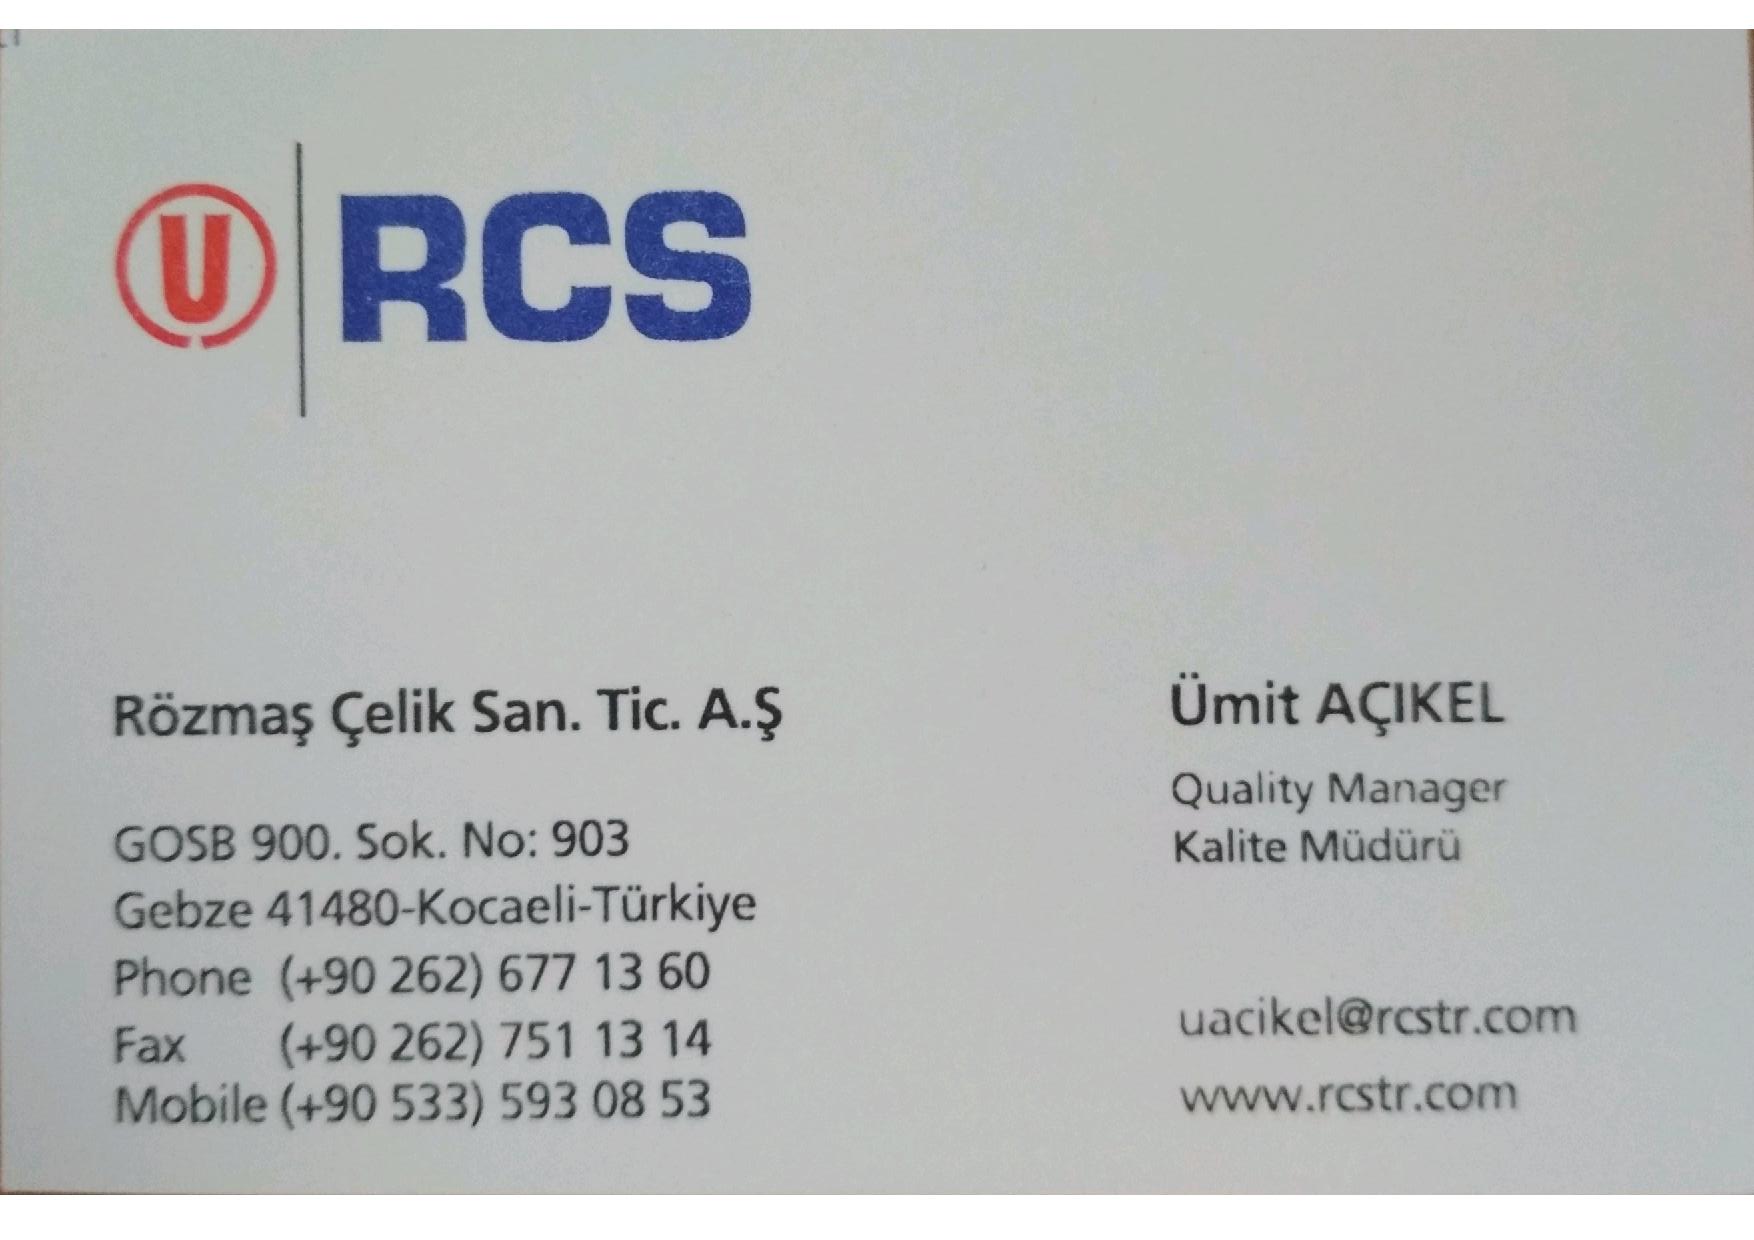 U RCS
Rözmaş Çelik San. Tic. A.Ş
GOSB 900. Sok. No: 903
Gebze 41480-Kocaeli-Türkiye
Phone (+90 262) 677 13 60
Fax (+90 262) 751 13 14
Mobile (+90 533) 593 08 53
Ümit AÇIKEL
Quality Manager
Kalite Müdürü
uacikel@rcstr.com
www.rcstr.com